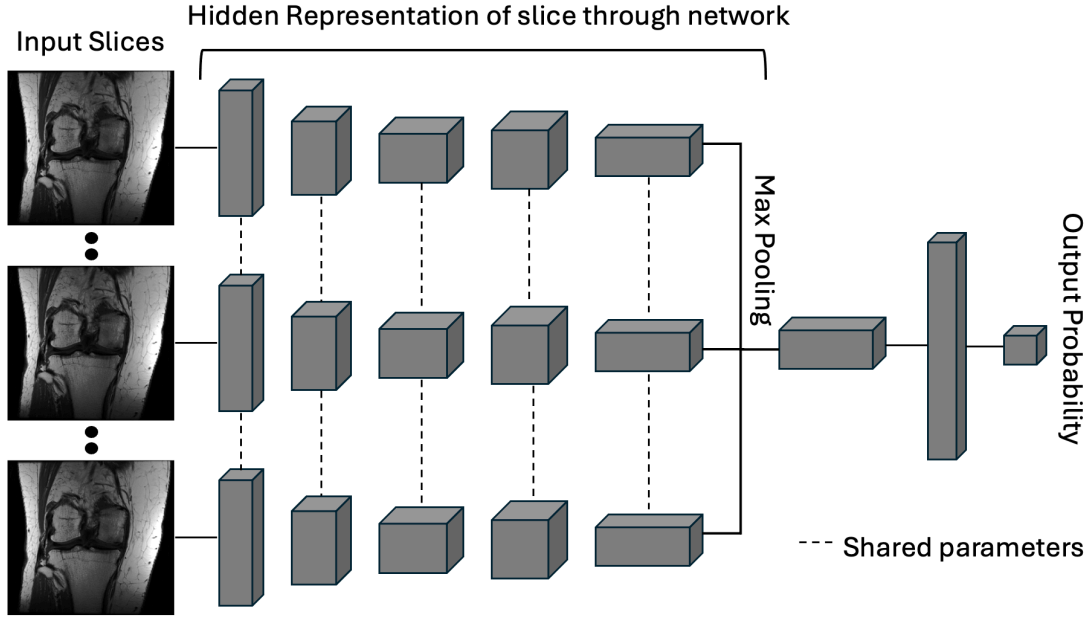 Hidden Representation of slice through network
Input Slices
Max Pooling
Output Probability
Shared parameters